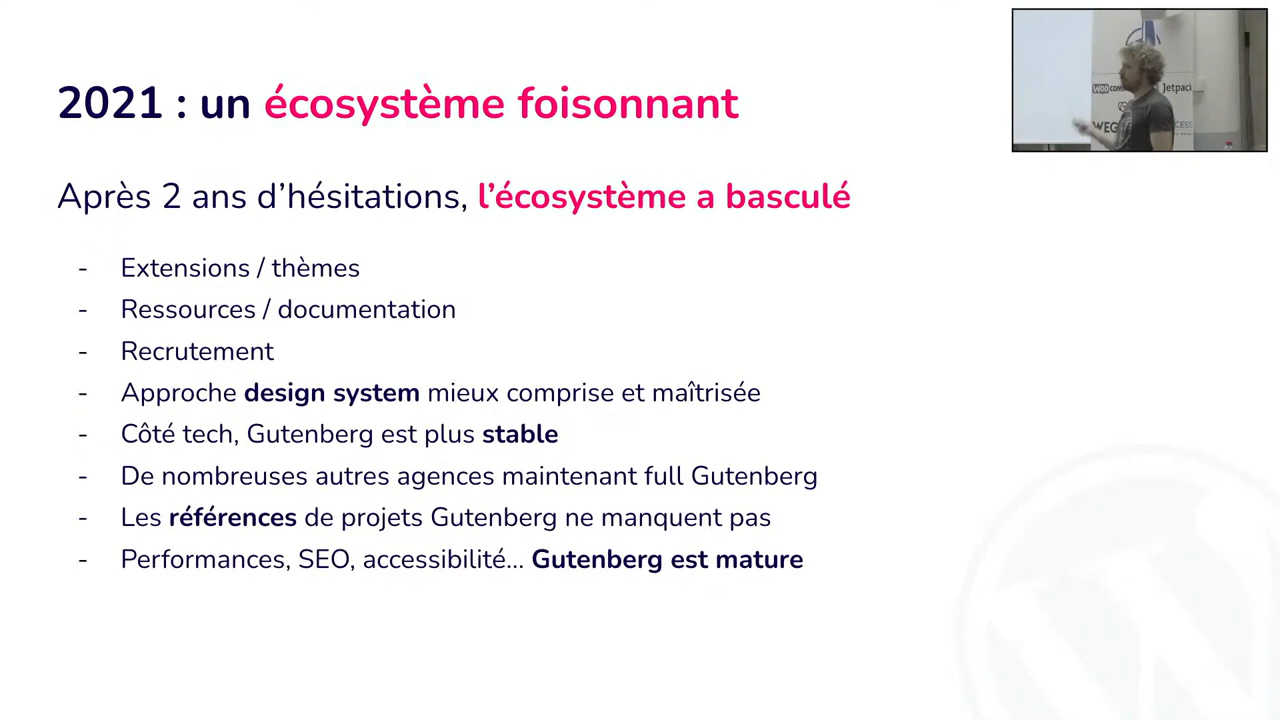 2021 : un écosystème foisonnant
Après 2 ans d’hésitations, l’écosystème a basculé
- Extensions / thèmes
- Ressources / documentation
- Recrutement
- Approche design system mieux comprise et maîtrisée
- Côté tech, Gutenberg est plus stable
- De nombreuses autres agences maintenant full Gutenberg
- Les références de projets Gutenberg ne manquent pas
- Performances, SEO, accessibilité... Gutenberg est mature
Jetpack